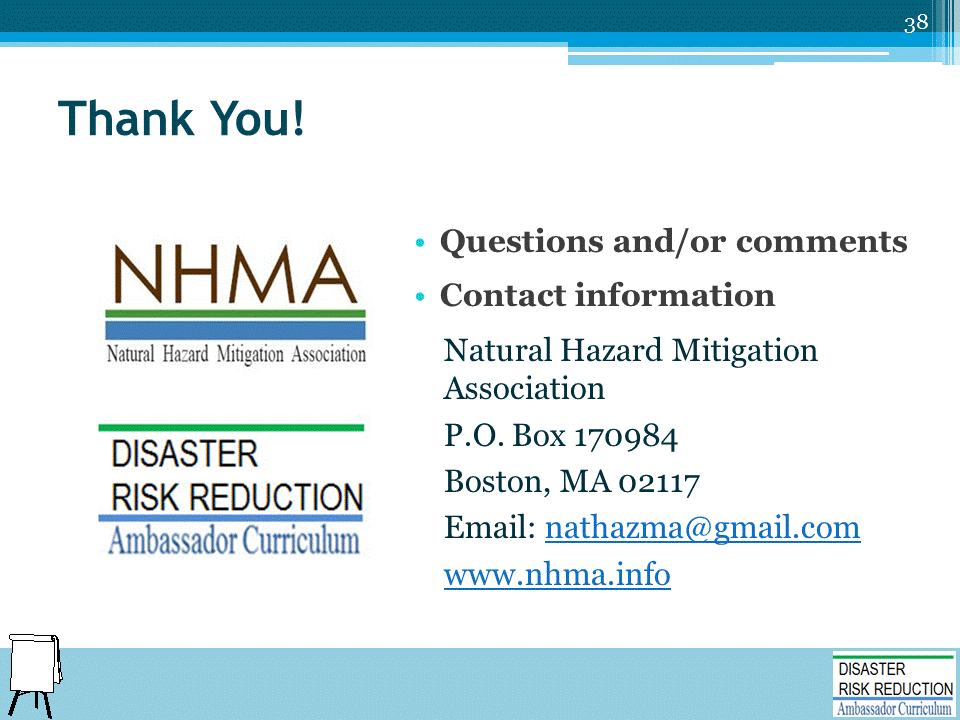 38
Thank You!
NHMA
Natural Hazard Mitigation Association
DISASTER
RISK REDUCTION
Ambassador Curriculum
• Questions and/or comments
• Contact information
Natural Hazard Mitigation
Association
P.O. Box 170984
Boston, MA 02117
Email: nathazma@gmail.com
www.nhma.info
DISASTER
RISK REDUCTION
Ambassador Curriculum